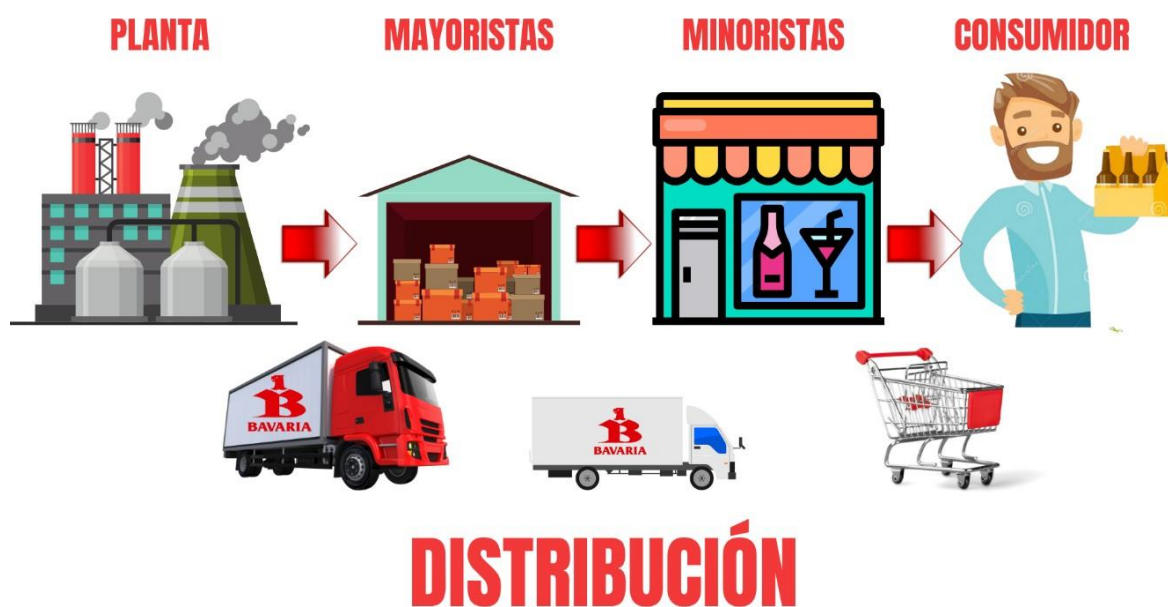 PLANTA
MAYORISTAS
MINORISTAS
CONSUMIDOR
BAVARIA
BAVARIA
DISTRIBUCIÓN